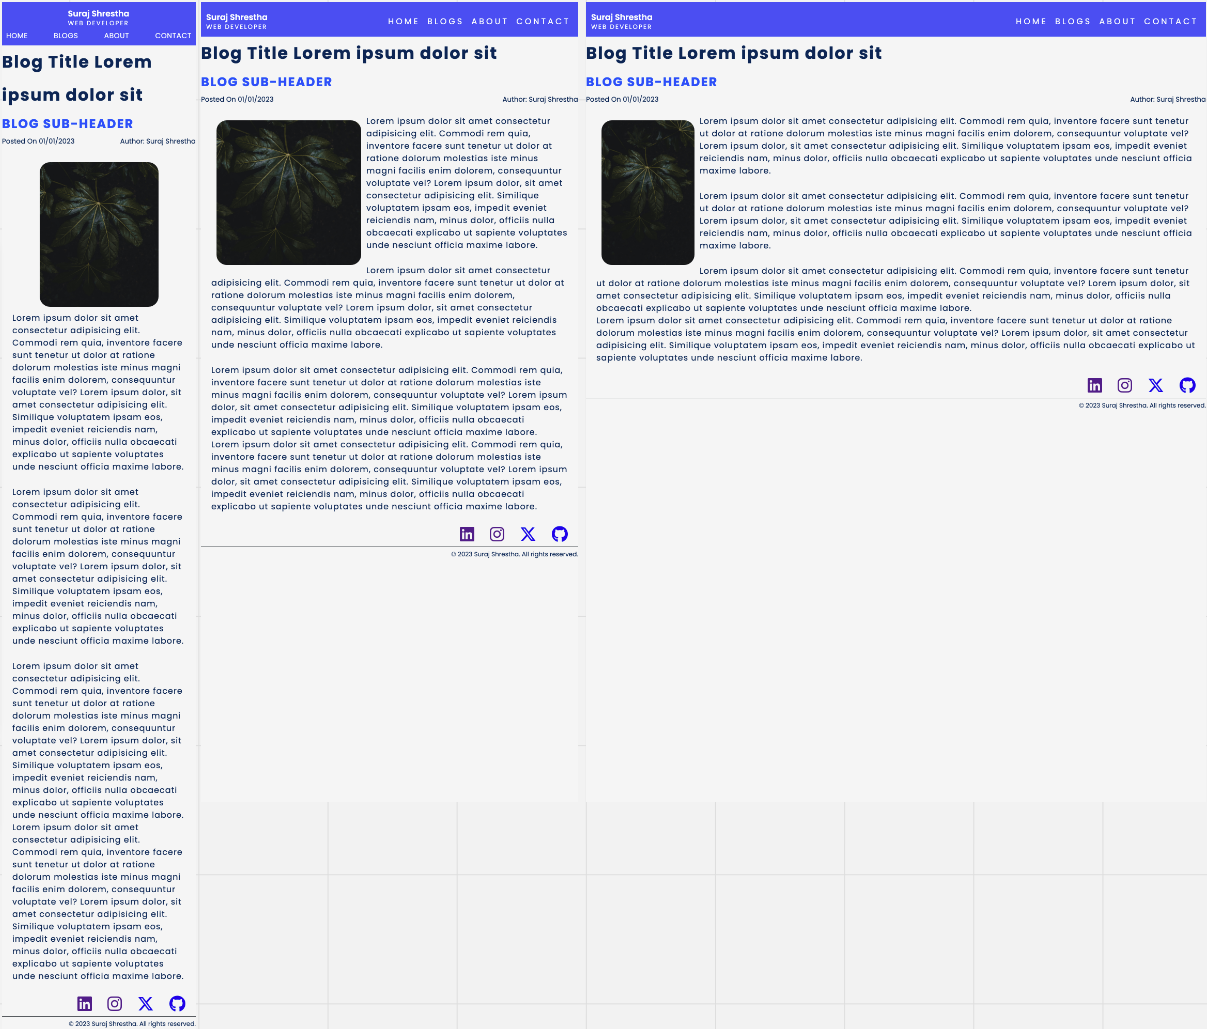 Suraj Shrestha
WEB DEVELOPER
HOME BLOGS ABOUT CONTACT
Blog Title Lorem
ipsum dolor sit
BLOG SUB-HEADER
Posted On 01/01/2023 Author: Suraj Shrestha
Lorem ipsum dolor sit amet
consectetur adipisicing elit.
Commodi rem quia, inventore facere
sunt tenetur ut dolor at ratione
dolorum molestias iste minus magni
facilis enim dolorem, consequuntur
voluptate vel? Lorem ipsum dolor, sit
amet consectetur adipisicing elit.
Similique voluptatem ipsam eos,
impedit eveniet reiciendis nam,
minus dolor, officiis nulla obcaecati
explicabo ut sapiente voluptates
unde nesciunt officia maxime labore.
Lorem ipsum dolor sit amet
consectetur adipisicing elit.
Commodi rem quia, inventore facere
sunt tenetur ut dolor at ratione
dolorum molestias iste minus magni
facilis enim dolorem, consequuntur
voluptate vel? Lorem ipsum dolor, sit
amet consectetur adipisicing elit.
Similique voluptatem ipsam eos,
impedit eveniet reiciendis nam,
minus dolor, officiis nulla obcaecati
explicabo ut sapiente voluptates
unde nesciunt officia maxime labore.
Lorem ipsum dolor sit amet
consectetur adipisicing elit.
Commodi rem quia, inventore facere
sunt tenetur ut dolor at ratione
dolorum molestias iste minus magni
facilis enim dolorem, consequuntur
voluptate vel? Lorem ipsum dolor, sit
amet consectetur adipisicing elit.
Similique voluptatem ipsam eos,
impedit eveniet reiciendis nam,
minus dolor, officiis nulla obcaecati
explicabo ut sapiente voluptates
unde nesciunt officia maxime labore.
Lorem ipsum dolor sit amet
consectetur adipisicing elit.
Commodi rem quia, inventore facere
sunt tenetur ut dolor at ratione
dolorum molestias iste minus magni
facilis enim dolorem, consequuntur
voluptate vel? Lorem ipsum dolor, sit
amet consectetur adipisicing elit.
Similique voluptatem ipsam eos,
impedit eveniet reiciendis nam,
minus dolor, officiis nulla obcaecati
explicabo ut sapiente voluptates
unde nesciunt officia maxime labore.
© 2023 Suraj Shrestha. All rights reserved.
Suraj Shrestha
WEB DEVELOPER
HOME BLOGS ABOUT CONTACT
Blog Title Lorem ipsum dolor sit
BLOG SUB-HEADER
Posted On 01/01/2023 Author: Suraj Shrestha
Lorem ipsum dolor sit amet consectetur
adipisicing elit. Commodi rem quia,
inventore facere sunt tenetur ut dolor at
ratione dolorum molestias iste minus
magni facilis enim dolorem, consequuntur
voluptate vel? Lorem ipsum dolor, sit amet
consectetur adipisicing elit. Similique
voluptatem ipsam eos, impedit eveniet
reiciendis nam, minus dolor, officiis nulla
obcaecati explicabo ut sapiente voluptates
unde nesciunt officia maxime labore.
Lorem ipsum dolor sit amet consectetur
adipisicing elit. Commodi rem quia, inventore facere sunt tenetur ut dolor at
ratione dolorum molestias iste minus magni facilis enim dolorem,
consequuntur voluptate vel? Lorem ipsum dolor, sit amet consectetur
adipisicing elit. Similique voluptatem ipsam eos, impedit eveniet reiciendis
nam, minus dolor, officiis nulla obcaecati explicabo ut sapiente voluptates
unde nesciunt officia maxime labore.
Lorem ipsum dolor sit amet consectetur adipisicing elit. Commodi rem quia,
inventore facere sunt tenetur ut dolor at ratione dolorum molestias iste
minus magni facilis enim dolorem, consequuntur voluptate vel? Lorem ipsum
dolor, sit amet consectetur adipisicing elit. Similique voluptatem ipsam eos,
impedit eveniet reiciendis nam, minus dolor, officiis nulla obcaecati
explicabo ut sapiente voluptates unde nesciunt officia maxime labore.
Lorem ipsum dolor sit amet consectetur adipisicing elit. Commodi rem quia,
inventore facere sunt tenetur ut dolor at ratione dolorum molestias iste
minus magni facilis enim dolorem, consequuntur voluptate vel? Lorem ipsum
dolor, sit amet consectetur adipisicing elit. Similique voluptatem ipsam eos,
impedit eveniet reiciendis nam, minus dolor, officiis nulla obcaecati
explicabo ut sapiente voluptates unde nesciunt officia maxime labore.
© 2023 Suraj Shrestha. All rights reserved.
Suraj Shrestha
WEB DEVELOPER
HOME BLOGS ABOUT CONTACT
Blog Title Lorem ipsum dolor sit
BLOG SUB-HEADER
Posted On 01/01/2023 Author: Suraj Shrestha
Lorem ipsum dolor sit amet consectetur adipisicing elit. Commodi rem quia, inventore facere sunt tenetur
ut dolor at ratione dolorum molestias iste minus magni facilis enim dolorem, consequuntur voluptate vel?
Lorem ipsum dolor, sit amet consectetur adipisicing elit. Similique voluptatem ipsam eos, impedit eveniet
reiciendis nam, minus dolor, officiis nulla obcaecati explicabo ut sapiente voluptates unde nesciunt officia
maxime labore.
Lorem ipsum dolor sit amet consectetur adipisicing elit. Commodi rem quia, inventore facere sunt tenetur
ut dolor at ratione dolorum molestias iste minus magni facilis enim dolorem, consequuntur voluptate vel?
Lorem ipsum dolor, sit amet consectetur adipisicing elit. Similique voluptatem ipsam eos, impedit eveniet
reiciendis nam, minus dolor, officiis nulla obcaecati explicabo ut sapiente voluptates unde nesciunt officia
maxime labore.
Lorem ipsum dolor sit amet consectetur adipisicing elit. Commodi rem quia, inventore facere sunt tenetur
ut dolor at ratione dolorum molestias iste minus magni facilis enim dolorem, consequuntur voluptate vel? Lorem ipsum dolor, sit
amet consectetur adipisicing elit. Similique voluptatem ipsam eos, impedit eveniet reiciendis nam, minus dolor, officiis nulla
obcaecati explicabo ut sapiente voluptates unde nesciunt officia maxime labore.
Lorem ipsum dolor sit amet consectetur adipisicing elit. Commodi rem quia, inventore facere sunt tenetur ut dolor at ratione
dolorum molestias iste minus magni facilis enim dolorem, consequuntur voluptate vel? Lorem ipsum dolor, sit amet consectetur
adipisicing elit. Similique voluptatem ipsam eos, impedit eveniet reiciendis nam, minus dolor, officiis nulla obcaecati explicabo ut
sapiente voluptates unde nesciunt officia maxime labore.
© 2023 Suraj Shrestha. All rights reserved.